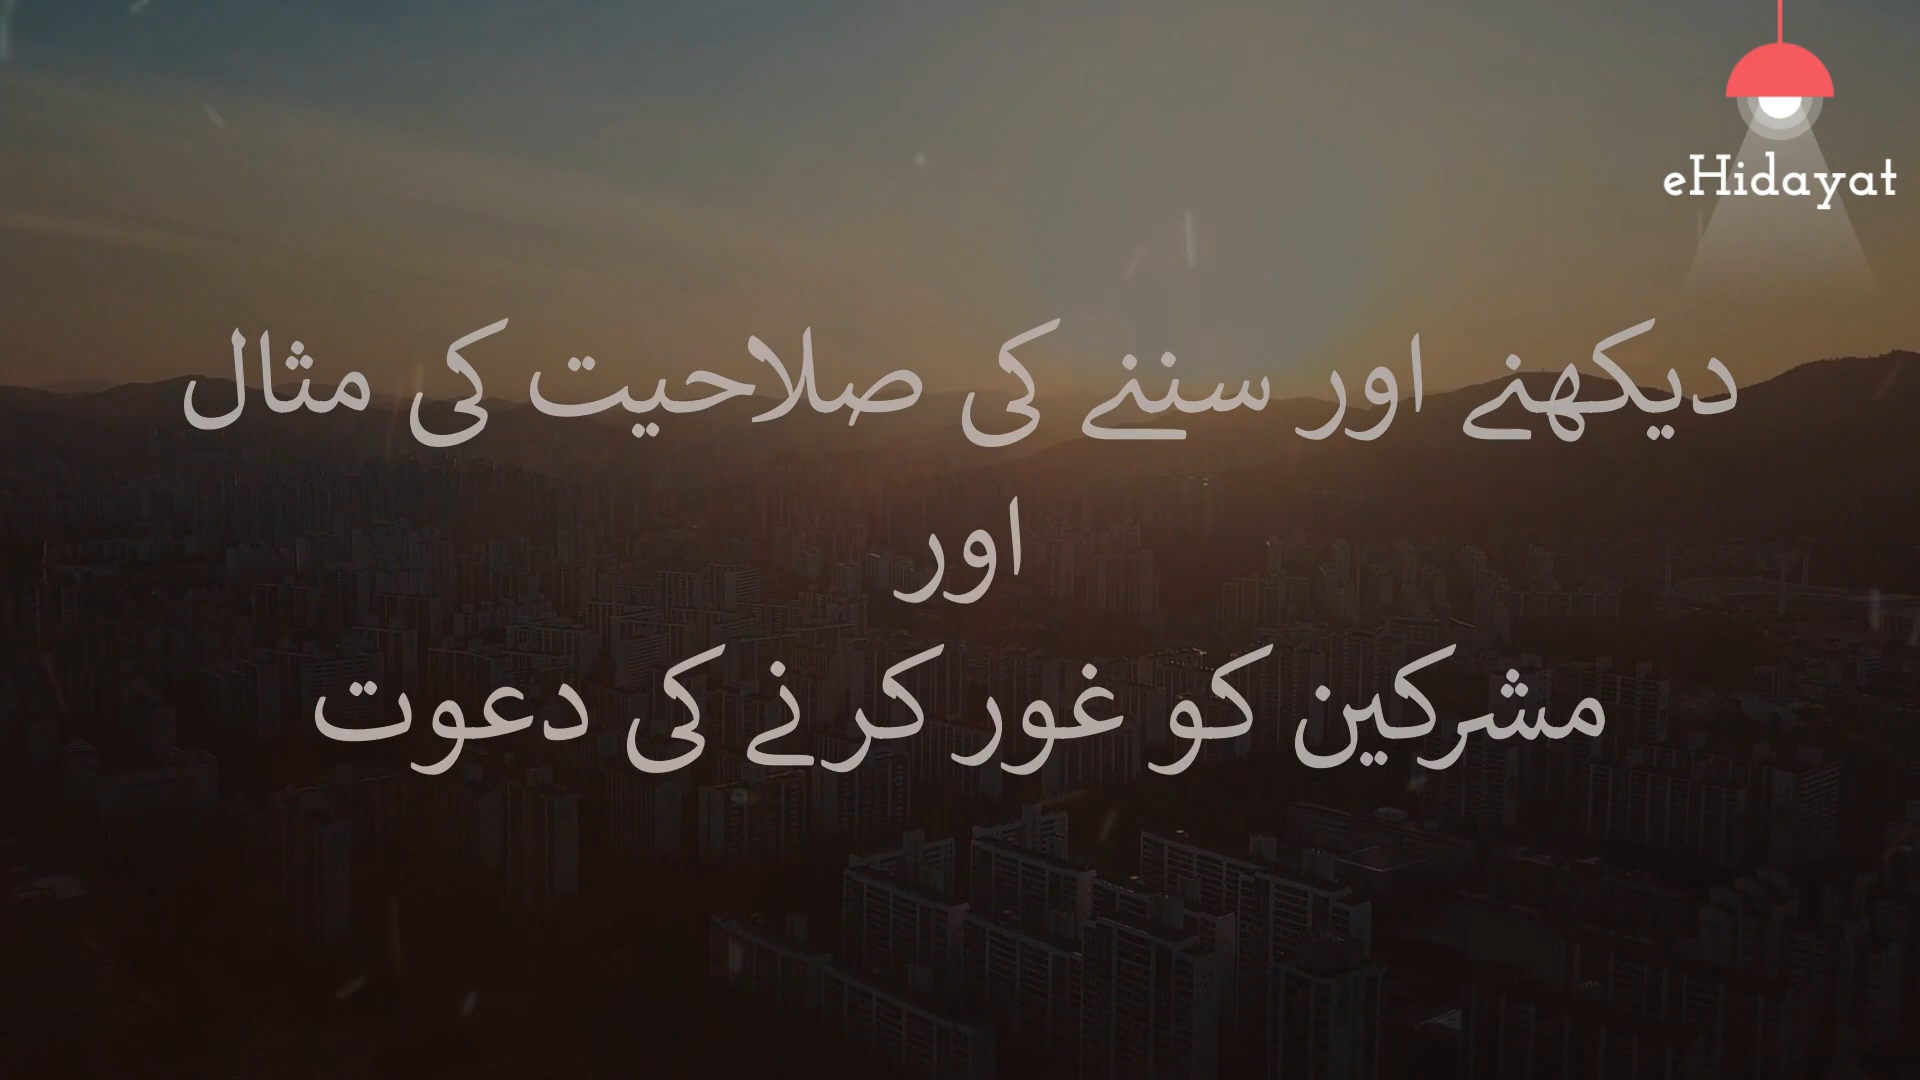 eHidayat
دیکھنے اور سننے کی صلاحیت کی مثال
اور
مشرکین کو غور کرنے کی دعوت